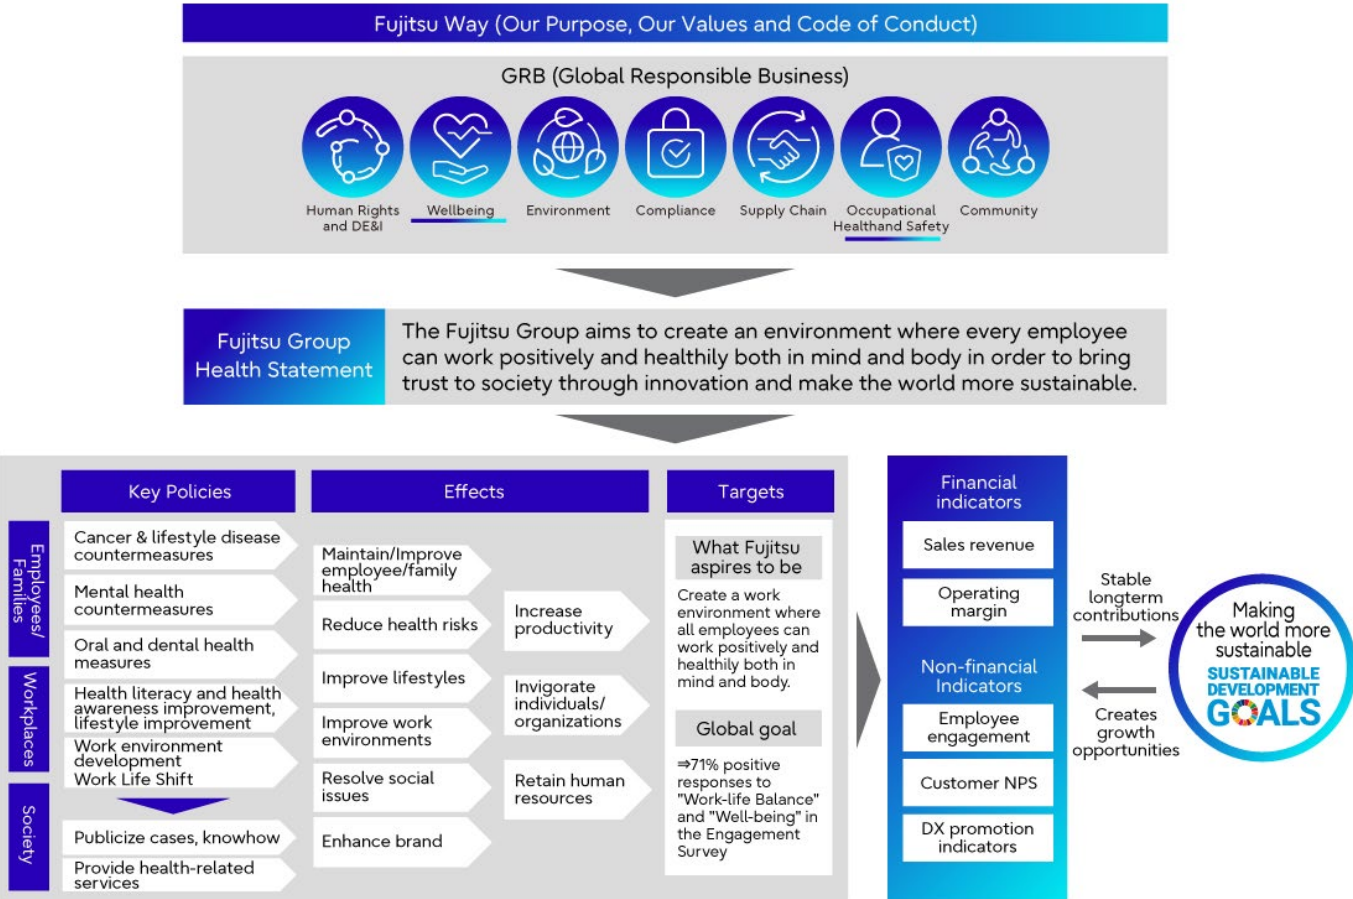 Fujitsu Way (Our Purpose, Our Values and Code of Conduct)
GRB (Global Responsible Business)
Human Rights
and DE&I
Wellbeing
Environment
Compliance
Supply Chain
Occupational
Healthand Safety
Community
Fujitsu Group
Health Statement
The Fujitsu Group aims to create an environment where every employee
can work positively and healthily both in mind and body in order to bring
trust to society through innovation and make the world more sustainable.
Key Policies
Effects
Targets
Employees/
Families
Workplaces
Society
Cancer & lifestyle disease
countermeasures
Mental health
countermeasures
Oral and dental health
measures
Health literacy and health
awareness improvement,
lifestyle improvement
Work environment
development
Work Life Shift
Publicize cases, knowhow
Provide health-related
services
Maintain/Improve
employee/family
health
Reduce health risks
Improve lifestyles
Improve work
environments
Resolve social
issues
Enhance brand
Increase
productivity
Invigorate
individuals/
organizations
Retain human
resources
What Fujitsu
aspires to be
Create a work
environment where
all employees can
work positively and
healthily both in
mind and body.
Global goal
⇒71% positive
responses to
"Work-life Balance"
and "Well-being" in
the Engagement
Survey
Financial
indicators
Sales revenue
Operating
margin
Non-financial
Indicators
Employee
engagement
Customer NPS
DX promotion
indicators
Stable
longterm
contributions
Creates
growth
opportunities
Making
the world more
sustainable
SUSTAINABLE
DEVELOPMENT
GOALS